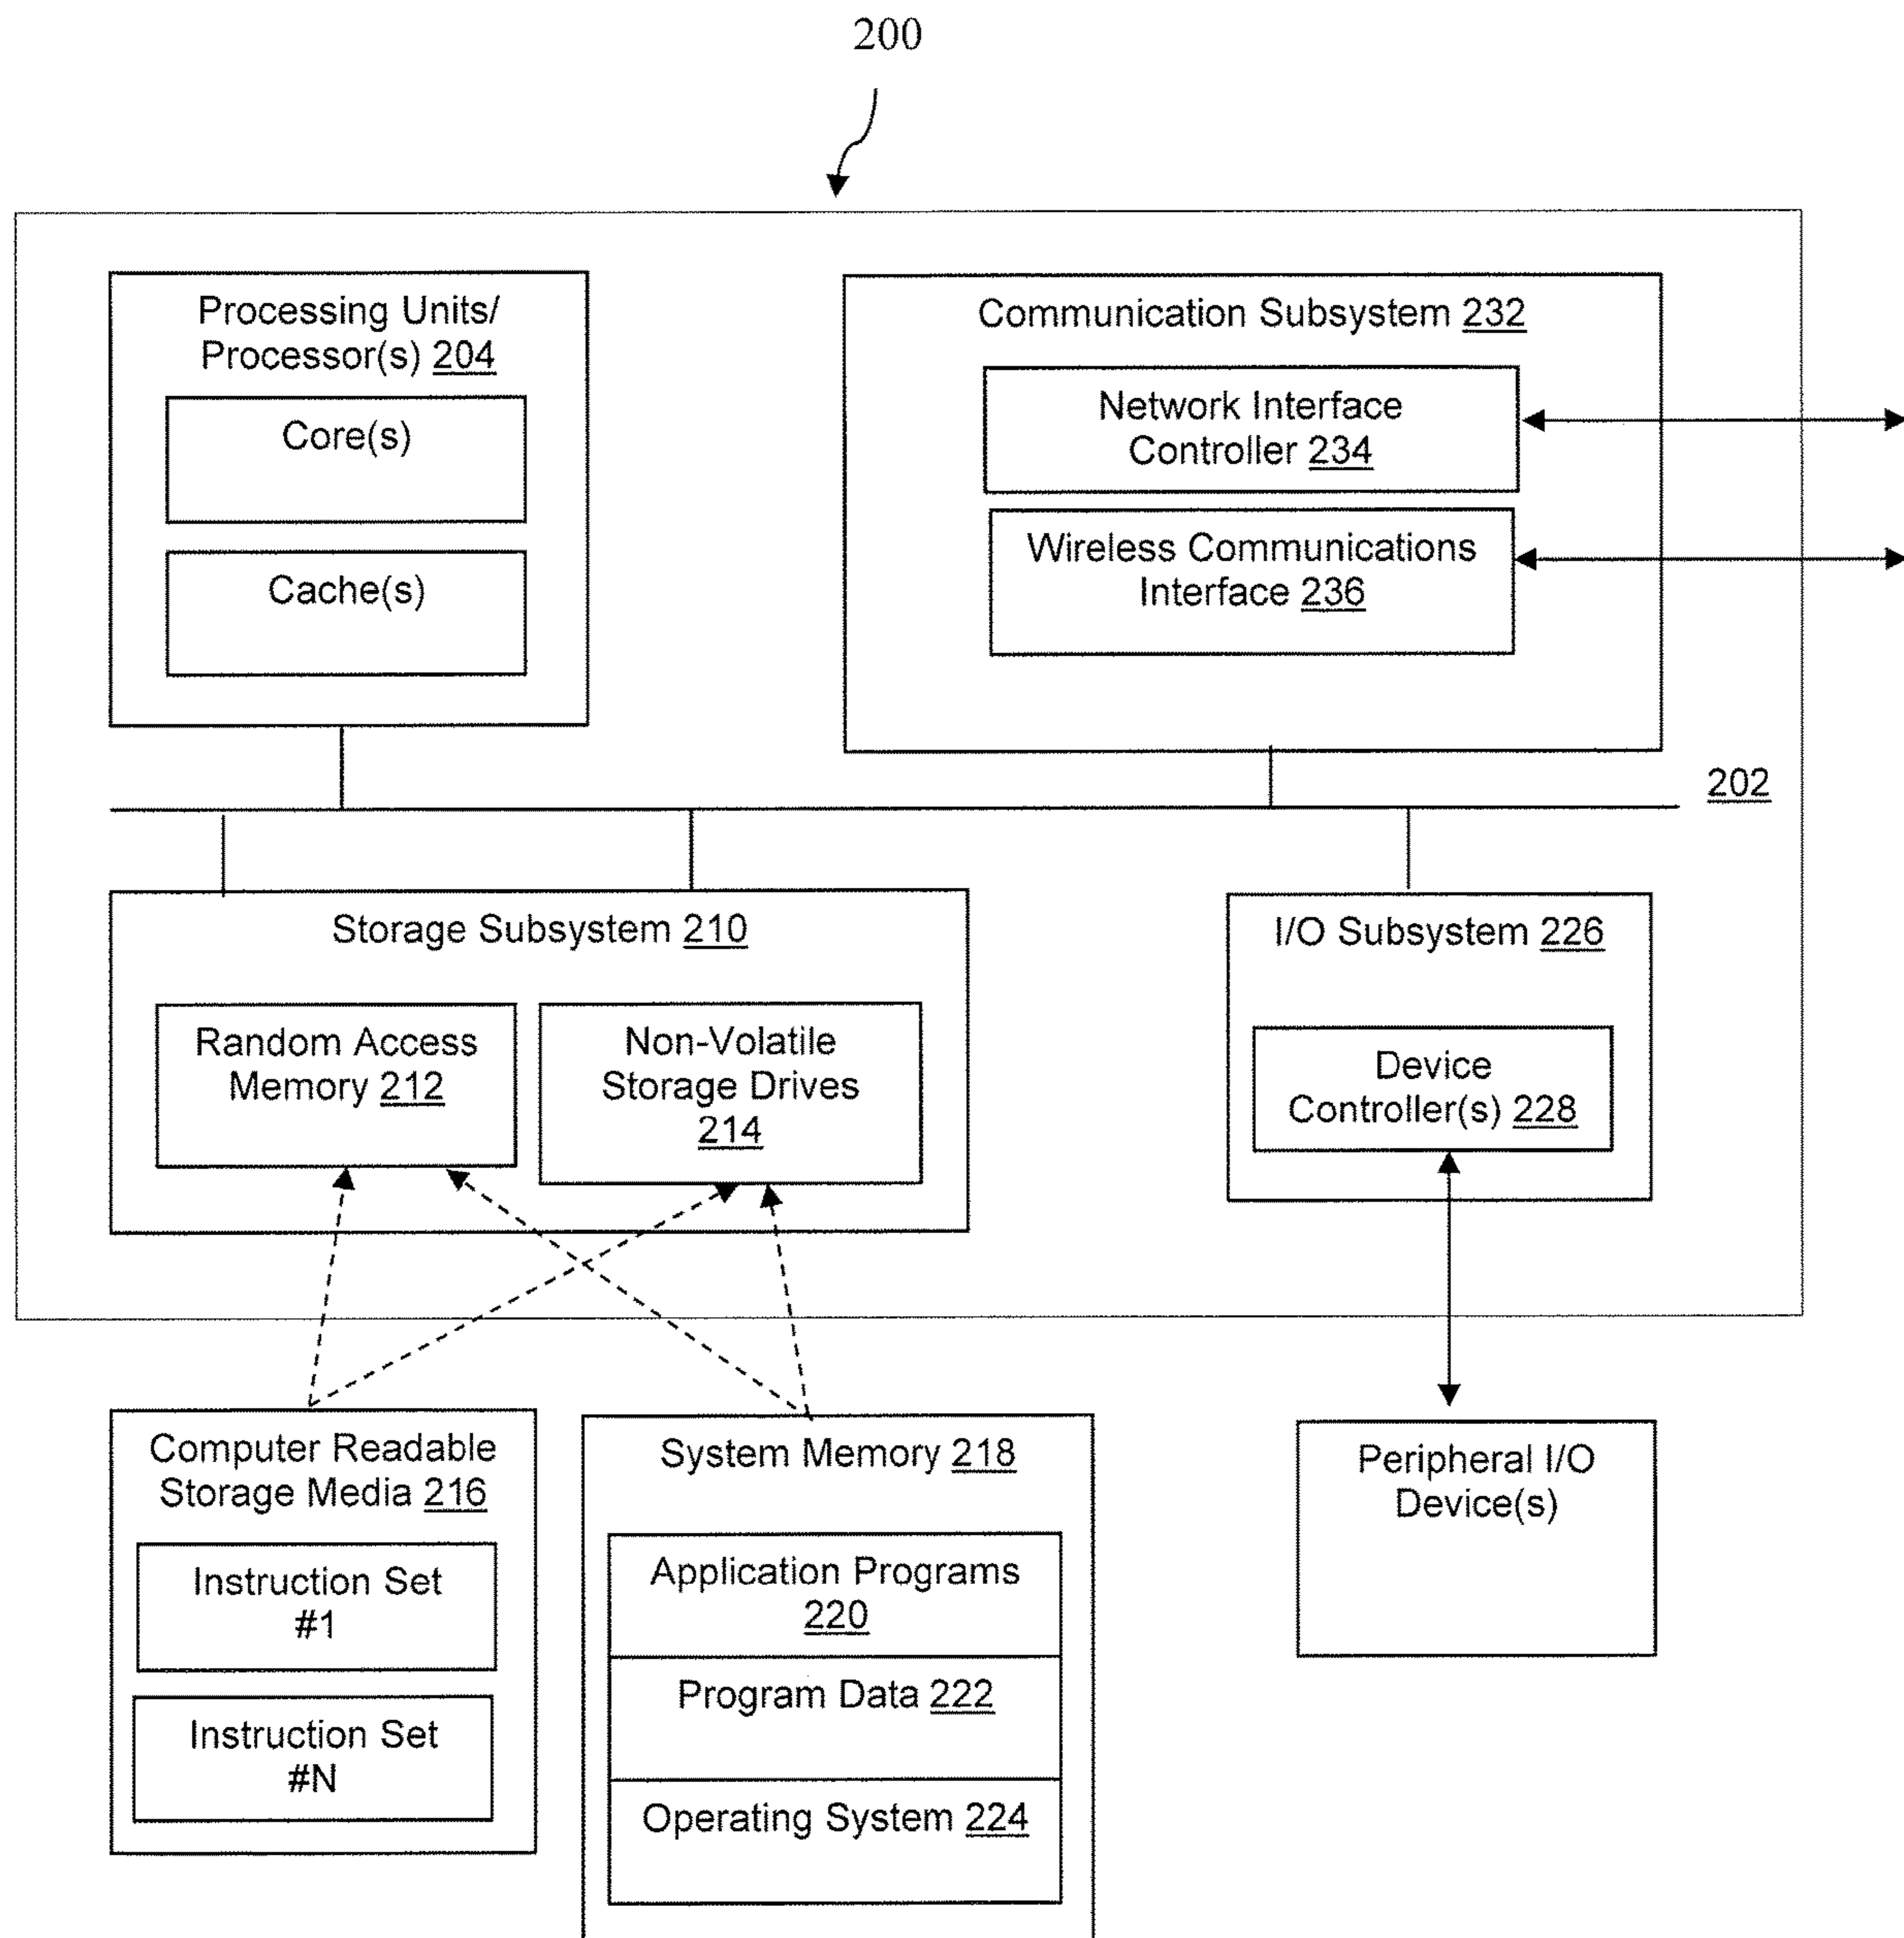 200
Processing Units/
Processor(s) 204
Core(s)
Cache(s)
Communication Subsystem 232
Network Interface
Controller 234
Wireless Communications
Interface 236
202
Storage Subsystem 210
Random Access
Memory 212
Non-Volatile
Storage Drives
214
I/O Subsystem 226
Device
Controller(s) 228
Computer Readable
Storage Media 216
Instruction Set
#1
Instruction Set
#N
System Memory 218
Application Programs
220
Program Data 222
Operating System 224
Peripheral I/O
Device(s)